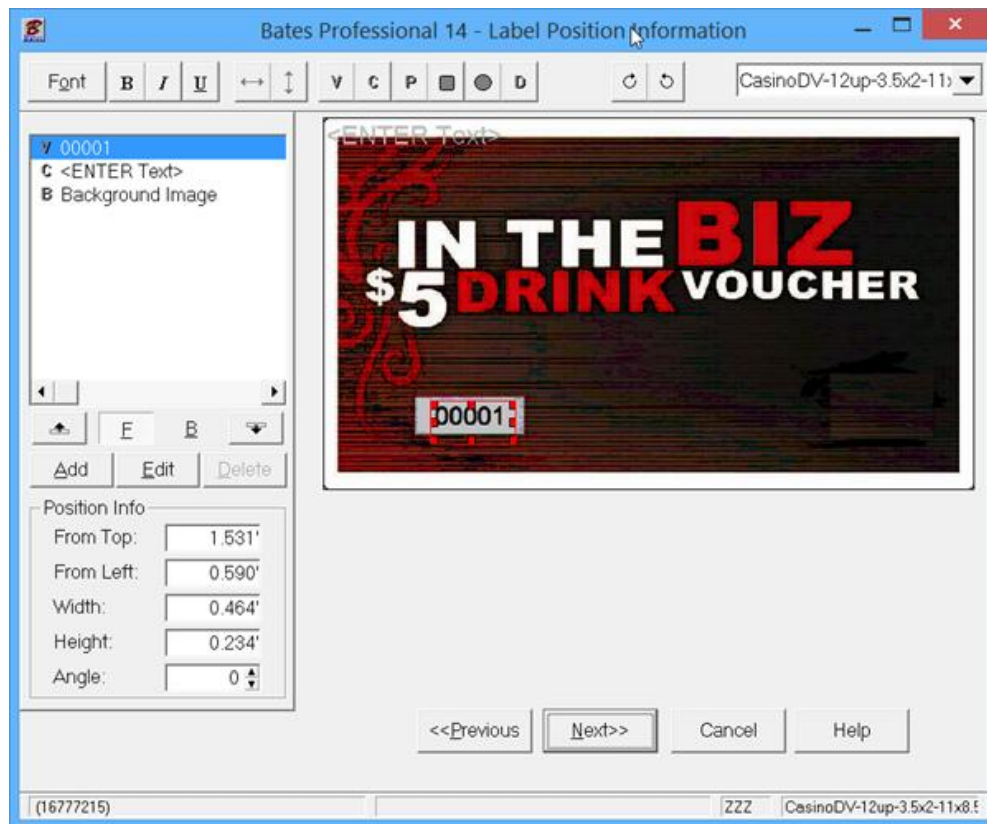 Bates Professional 14 - Label Position Information
Font B I U V C P D CasinoDV-12up-3.5x2-11x
V 00001
C <ENTER Text>
B Background Image
F B
Add Edit Delete
Position Info
From Top: 1.531'
From Left: 0.590'
Width: 0.464'
Height: 0.234'
Angle: 0
<ENTER Text>
IN THE BIZ
$5 DRINK VOUCHER
00001
<<Previous Next>> Cancel Help
(16777215) ZZZ CasinoDV-12up-3.5x2-11x8.5